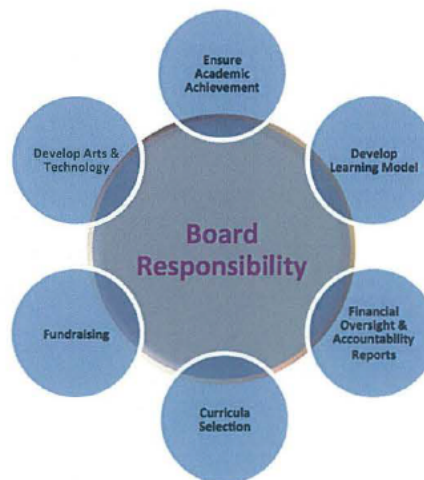 Ensure
Academic
Achievement
Develop Arts &
Technology
Develop
Learning Model
Board
Responsibility
Fundraising
Financial
Oversight &
Accountability
Reports
Curricula
Selection